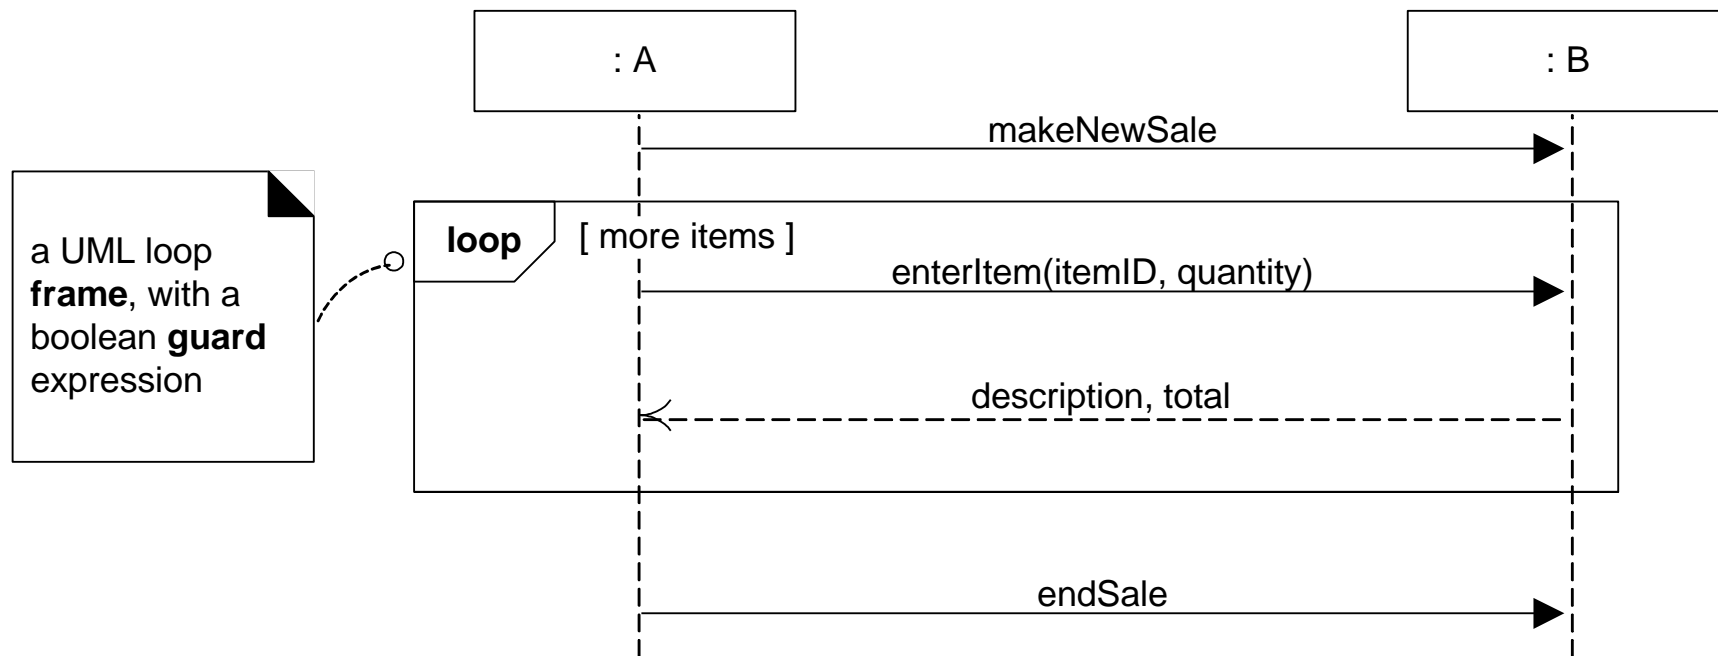 : A
: B
makeNewSale
a UML loop
frame, with a
boolean guard
expression
loop
[ more items ]
enterItem(itemID, quantity)
description, total
endSale